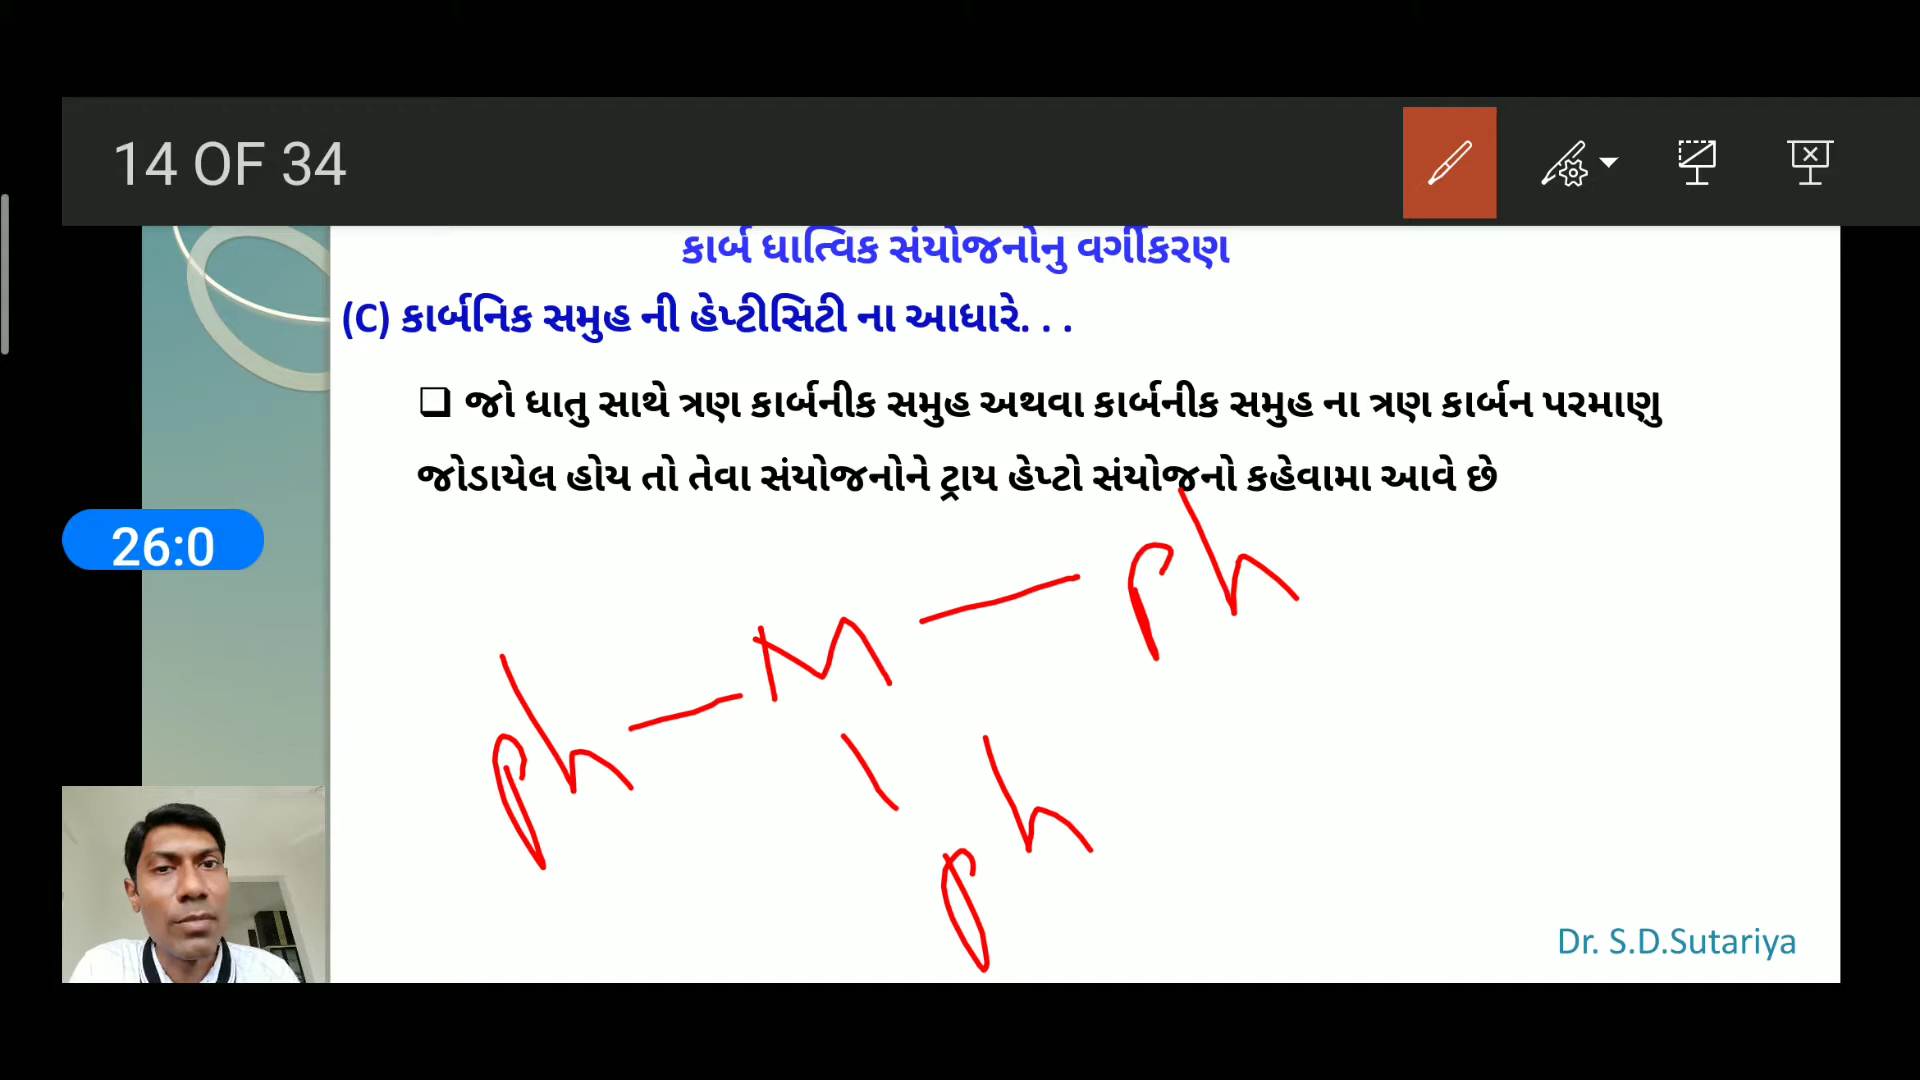 14 OF 34
કાર્બ ધાત્વિક સંયોજનોનુ વર્ગીકરણ
(C) કાર્બનિક સમુહ ની હેપ્ટીસિટી ના આધારે. . .
❑ જો ધાતુ સાથે ત્રણ કાર્બનીક સમુહ અથવા કાર્બનીક સમુહ ના ત્રણ કાર્બન પરમાણુ
જોડાયેલ હોય તો તેવા સંયોજનોને ટ્રાય હેપ્ટો સંયોજનો કહેવામા આવે છે
26:0
ph — M — ph
ph
Dr. S.D.Sutariya